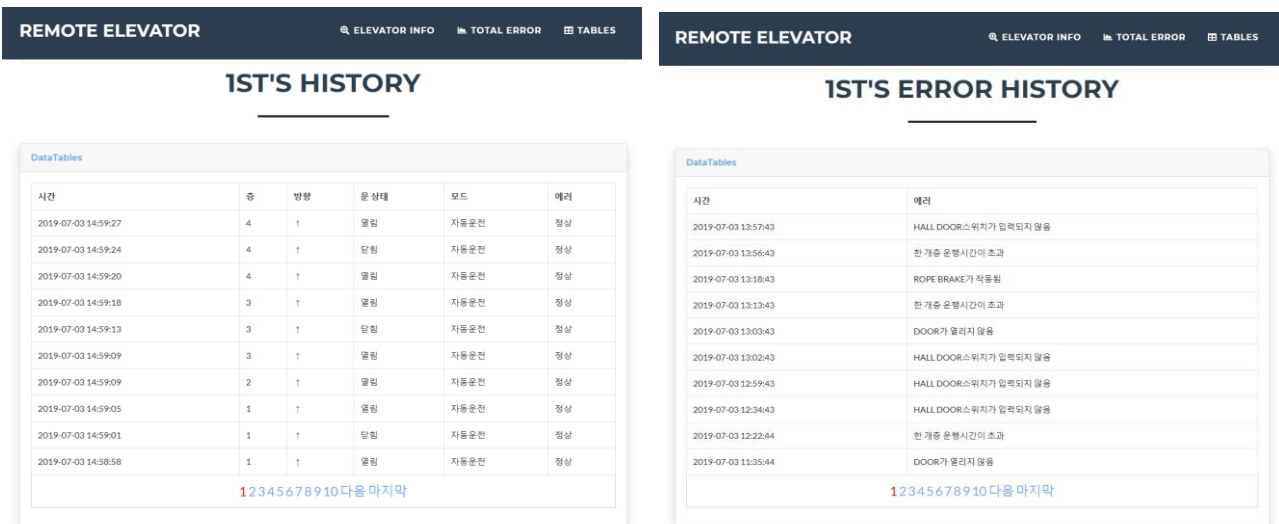 REMOTE ELEVATOR ELEVATOR INFO TOTAL ERROR TABLES
1ST'S HISTORY
DataTables
시간 층 방향 문 상태 모드 에러
2019-07-03 14:59:27 4 ↑ 열림 자동운전 정상
2019-07-03 14:59:24 4 ↑ 닫힘 자동운전 정상
2019-07-03 14:59:20 4 ↑ 열림 자동운전 정상
2019-07-03 14:59:18 3 ↑ 열림 자동운전 정상
2019-07-03 14:59:13 3 ↑ 닫힘 자동운전 정상
2019-07-03 14:59:09 3 ↑ 열림 자동운전 정상
2019-07-03 14:59:09 2 ↑ 열림 자동운전 정상
2019-07-03 14:59:05 1 ↑ 열림 자동운전 정상
2019-07-03 14:59:01 1 ↑ 닫힘 자동운전 정상
2019-07-03 14:58:58 1 ↑ 열림 자동운전 정상
1 2 3 4 5 6 7 8 9 10 다음 마지막
REMOTE ELEVATOR ELEVATOR INFO TOTAL ERROR TABLES
1ST'S ERROR HISTORY
DataTables
시간 에러
2019-07-03 13:57:43 HALL DOOR스위치가 입력되지 않음
2019-07-03 13:56:43 한 개층 운행시간이 초과
2019-07-03 13:18:43 ROPE BRAKE가 작동됨
2019-07-03 13:13:43 한 개층 운행시간이 초과
2019-07-03 13:03:43 DOOR가 열리지 않음
2019-07-03 13:02:43 HALL DOOR스위치가 입력되지 않음
2019-07-03 12:59:43 HALL DOOR스위치가 입력되지 않음
2019-07-03 12:34:43 HALL DOOR스위치가 입력되지 않음
2019-07-03 12:22:44 한 개층 운행시간이 초과
2019-07-03 11:35:44 DOOR가 열리지 않음
1 2 3 4 5 6 7 8 9 10 다음 마지막